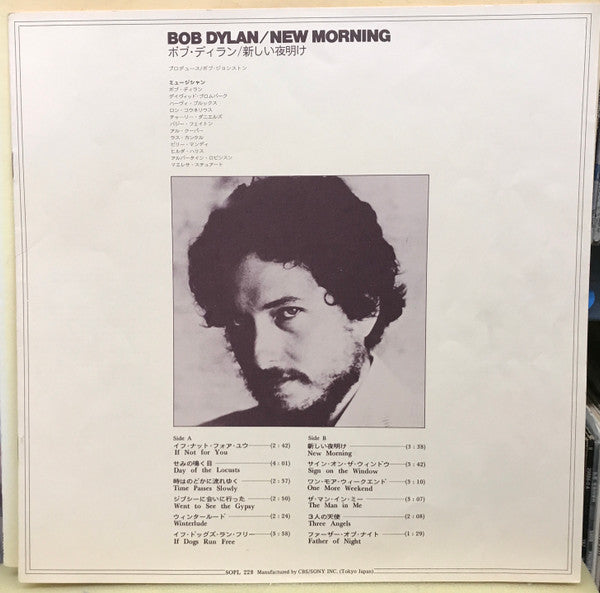 BOB DYLAN/NEW MORNING
ボブ・ディラン/新しい夜明け
プロデュース/ボブ・ジョンストン
ミュージシャン
ボブ・ディラン
デイヴィッド・ブロムバーグ
ハーヴィ・ブルックス
ロン・コウネリウス
チャーリー・ダニエルズ
バジー・フェイトン
アル・クーパー
ラス・カンケル
ビリー・マンディ
ヒルダ・ハリス
アルバータイン・ロビンスン
マエレサ・スチュアート
Side A
イフ・ナット・フォア・ユウ (2:42)
If Not for You
せみの鳴く日 (4:01)
Day of the Locusts
時はのどかに流れゆく (2:37)
Time Passes Slowly
ジプシーに会いに行った (2:50)
Went to See the Gypsy
ウィンタールード (2:24)
Winterlude
イフ・ドッグズ・ラン・フリー (3:58)
If Dogs Run Free
Side B
新しい夜明け (3:38)
New Morning
サイン・オン・ザ・ウィンドウ (3:42)
Sign on the Window
ワン・モア・ウィークエンド (3:10)
One More Weekend
ザ・マン・イン・ミー (3:07)
The Man in Me
3人の天使 (2:08)
Three Angels
ファーザー・オブ・ナイト (1:29)
Father of Night
SOPL 228 Manufactured by CBS/SONY INC. (Tokyo Japan)